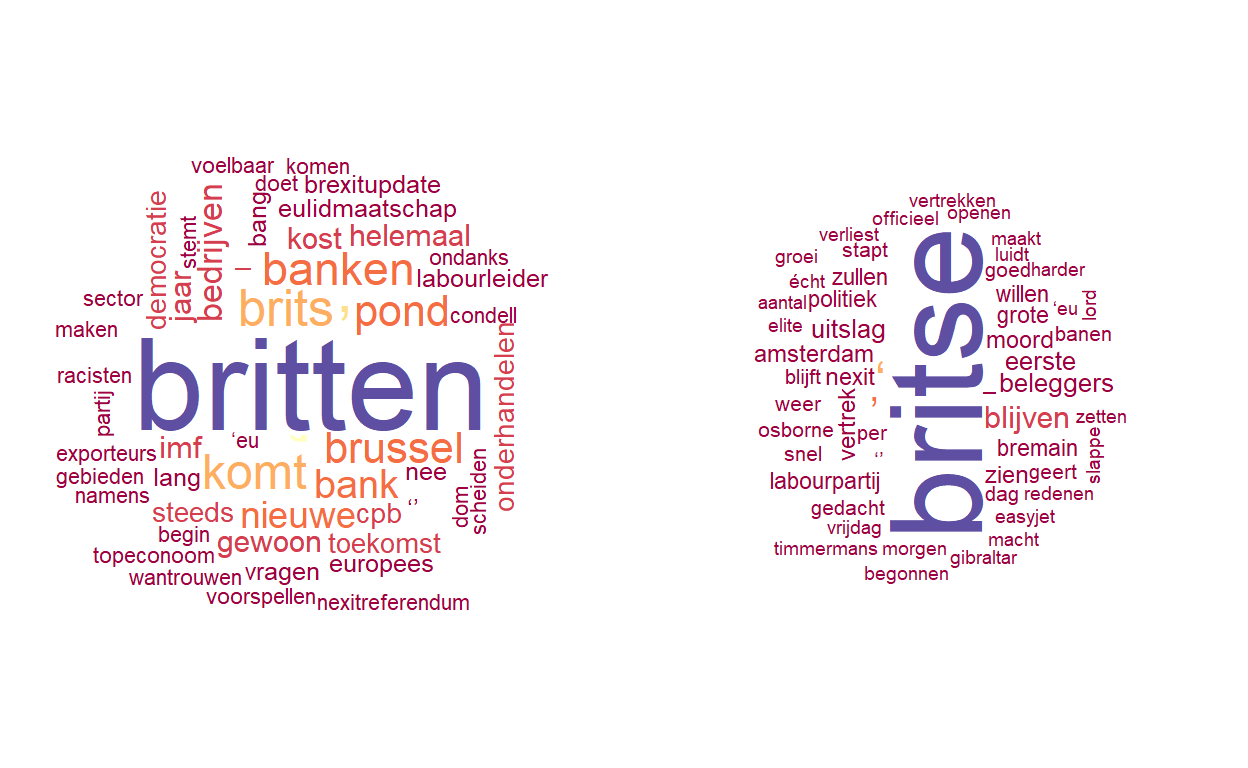 voelbaar
komen
doet
brexitupdate
democratie
jaar
stemt
bedrijven
bang
eulidmaatschap
kost
helemaal
–
banken
ondanks
labourleider
sector
brits
’
pond
condell
maken
britten
onderhandelen
racisten
partij
‘eu
exporteurs
imf
brussel
gebieden
lang
komt
bank
nee
namens
steeds
nieuwe
cpb
‘’
dom
scheiden
begin
gewoon
toekomst
topeconoom
wantrouwen
vragen
europees
voorspellen
nexitreferendum
vertrekken
officieel
openen
verliest
stapt
maakt
groei
luidt
écht
zullen
goed
harder
aantal
politiek
willen
‘eu
lord
elite
uitslag
grote
banen
amsterdam
moord
britse
eerste
blijft
nexit
‘
’
_
beleggers
weer
vertrek
blijven
zetten
osborne
per
bremain
slappe
snel
‘’
labourpartij
zien
geert
gedacht
dag
redenen
vrijdag
easyjet
timmermans
morgen
macht
gibraltar
begonnen